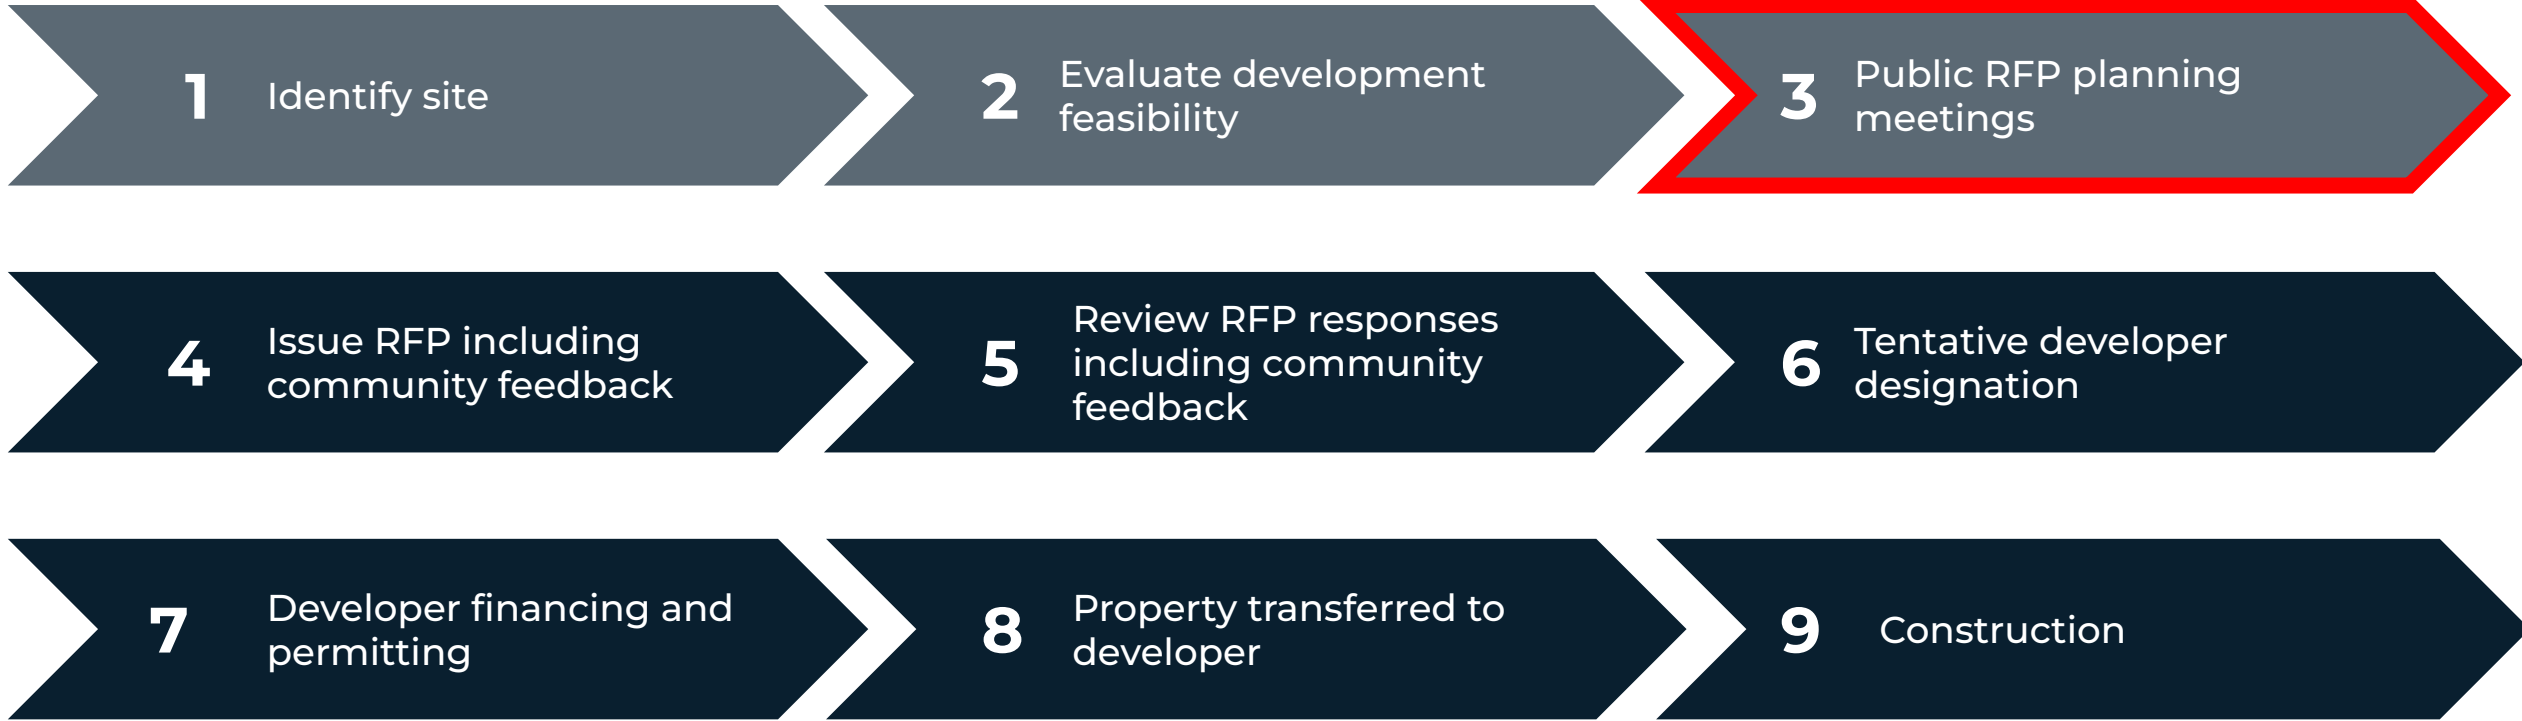 1 Identify site
2 Evaluate development
feasibility
3 Public RFP planning
meetings
4 Issue RFP including
community feedback
5 Review RFP responses
including community
feedback
6 Tentative developer
designation
7 Developer financing and
permitting
8 Property transferred to
developer
9 Construction